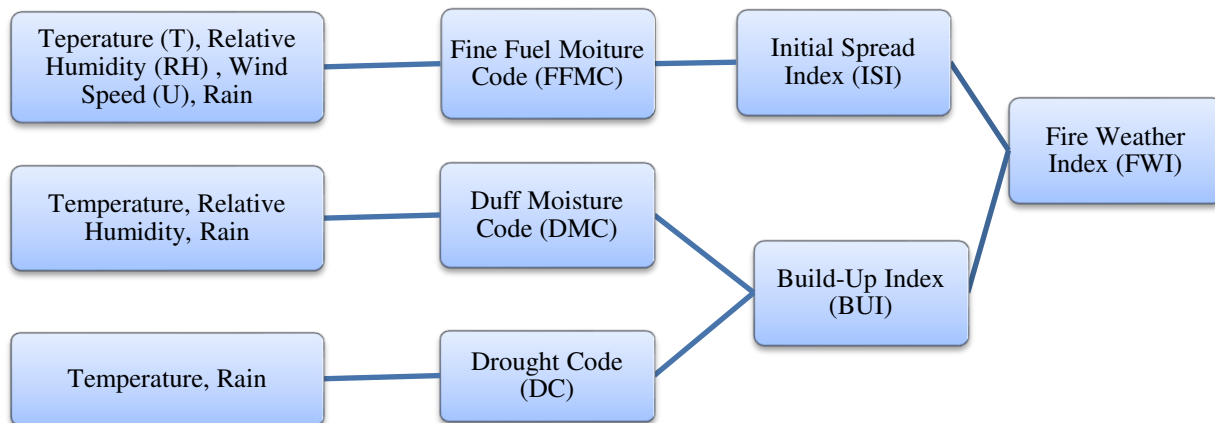 Teperature (T), Relative
Humidity (RH) , Wind
Speed (U), Rain
Fine Fuel Moiture
Code (FFMC)
Initial Spread
Index (ISI)
Fire Weather
Index (FWI)
Temperature, Relative
Humidity, Rain
Duff Moisture
Code (DMC)
Build-Up Index
(BUI)
Temperature, Rain
Drought Code
(DC)